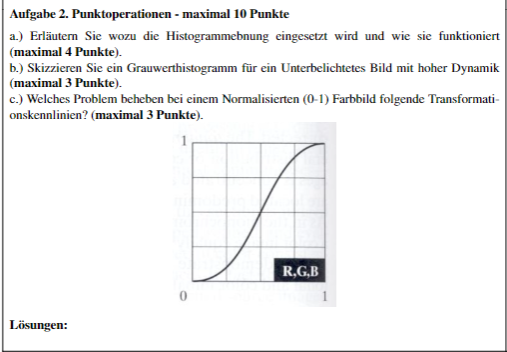 Aufgabe 2. Punktoperationen - maximal 10 Punkte
a.) Erläutern Sie wozu die Histogrammebnung eingesetzt wird und wie sie funktioniert
(maximal 4 Punkte).
b.) Skizzieren Sie ein Grauwerthistogramm für ein Unterbelichtetes Bild mit hoher Dynamik
(maximal 3 Punkte).
c.) Welches Problem beheben bei einem Normalisierten (0-1) Farbbild folgende Transformati-
onskennlinien? (maximal 3 Punkte).
1
R,G,B
0 1
Lösungen: